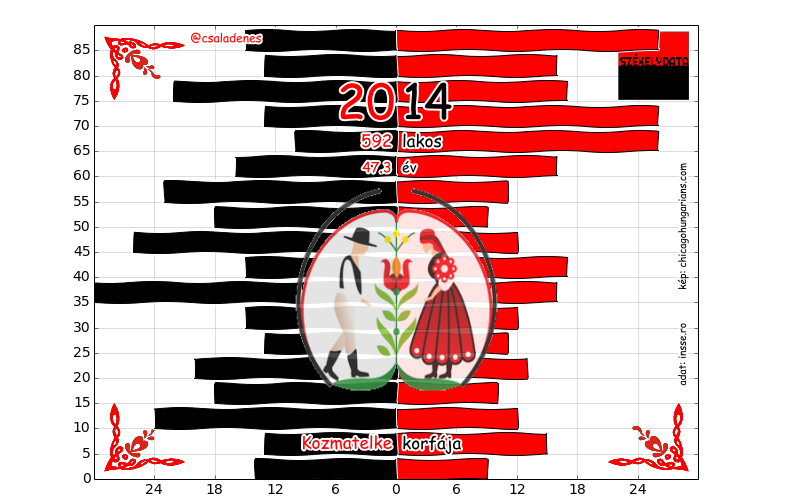 @csaladenes
SZÉKELYDATA
2014
592 lakos
47.3 év
kép: chicagohungarians.com
adat: insse.ro
Kozmatelke korfája
85
80
75
70
65
60
55
50
45
40
35
30
25
20
15
10
5
0
24 18 12 6 0 6 12 18 24